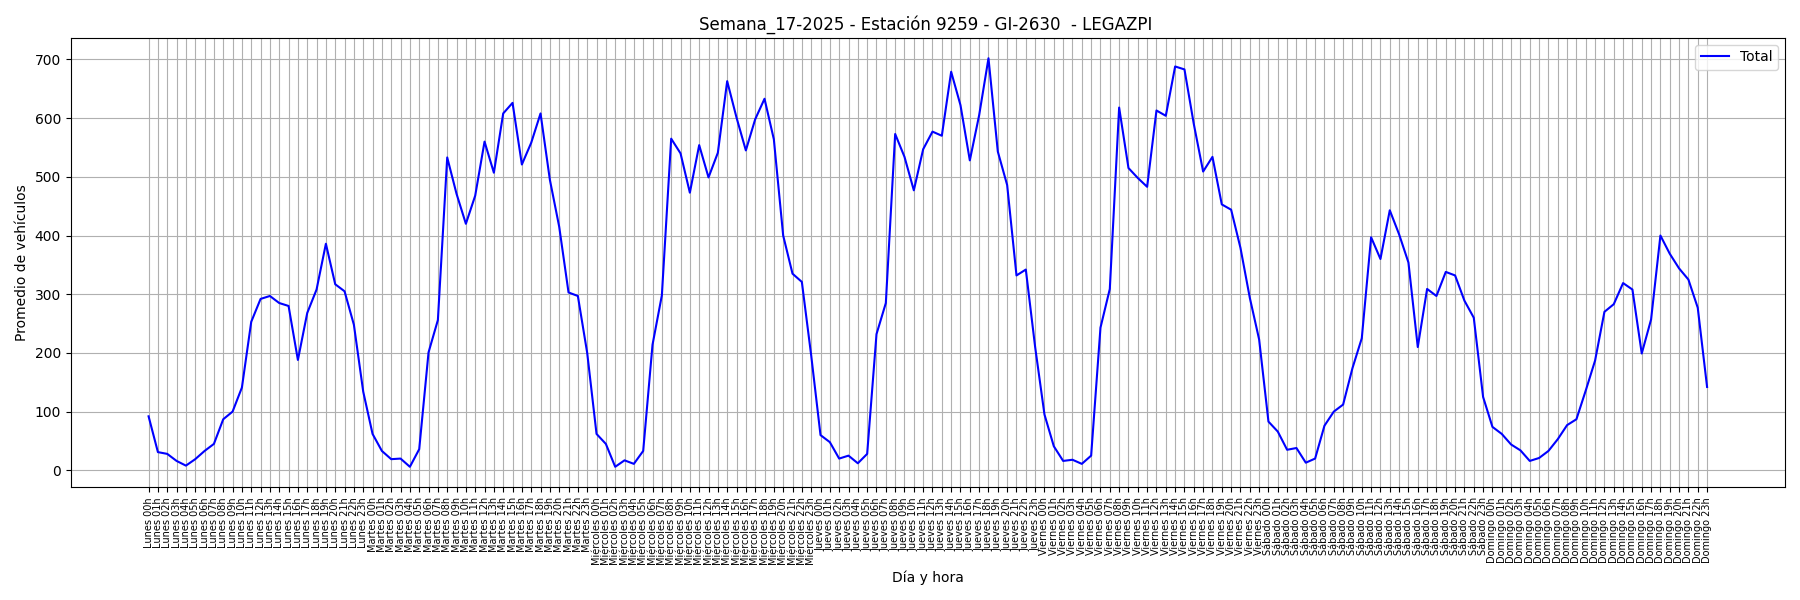 Semana_17-2025 - Estación 9259 - GI-2630  - LEGAZPI
Total
Promedio de vehículos
700
600
500
400
300
200
100
0
Lunes 00h
Lunes 01h
Lunes 02h
Lunes 03h
Lunes 04h
Lunes 05h
Lunes 06h
Lunes 07h
Lunes 08h
Lunes 09h
Lunes 10h
Lunes 11h
Lunes 12h
Lunes 13h
Lunes 14h
Lunes 15h
Lunes 16h
Lunes 17h
Lunes 18h
Lunes 19h
Lunes 20h
Lunes 21h
Lunes 22h
Lunes 23h
Martes 00h
Martes 01h
Martes 02h
Martes 03h
Martes 04h
Martes 05h
Martes 06h
Martes 07h
Martes 08h
Martes 09h
Martes 10h
Martes 11h
Martes 12h
Martes 13h
Martes 14h
Martes 15h
Martes 16h
Martes 17h
Martes 18h
Martes 19h
Martes 20h
Martes 21h
Martes 22h
Martes 23h
Miércoles 00h
Miércoles 01h
Miércoles 02h
Miércoles 03h
Miércoles 04h
Miércoles 05h
Miércoles 06h
Miércoles 07h
Miércoles 08h
Miércoles 09h
Miércoles 10h
Miércoles 11h
Miércoles 12h
Miércoles 13h
Miércoles 14h
Miércoles 15h
Miércoles 16h
Miércoles 17h
Miércoles 18h
Miércoles 19h
Miércoles 20h
Miércoles 21h
Miércoles 22h
Miércoles 23h
Jueves 00h
Jueves 01h
Jueves 02h
Jueves 03h
Jueves 04h
Jueves 05h
Jueves 06h
Jueves 07h
Jueves 08h
Jueves 09h
Jueves 10h
Jueves 11h
Jueves 12h
Jueves 13h
Jueves 14h
Jueves 15h
Jueves 16h
Jueves 17h
Jueves 18h
Jueves 19h
Jueves 20h
Jueves 21h
Jueves 22h
Jueves 23h
Viernes 00h
Viernes 01h
Viernes 02h
Viernes 03h
Viernes 04h
Viernes 05h
Viernes 06h
Viernes 07h
Viernes 08h
Viernes 09h
Viernes 10h
Viernes 11h
Viernes 12h
Viernes 13h
Viernes 14h
Viernes 15h
Viernes 16h
Viernes 17h
Viernes 18h
Viernes 19h
Viernes 20h
Viernes 21h
Viernes 22h
Viernes 23h
Sábado 00h
Sábado 01h
Sábado 02h
Sábado 03h
Sábado 04h
Sábado 05h
Sábado 06h
Sábado 07h
Sábado 08h
Sábado 09h
Sábado 10h
Sábado 11h
Sábado 12h
Sábado 13h
Sábado 14h
Sábado 15h
Sábado 16h
Sábado 17h
Sábado 18h
Sábado 19h
Sábado 20h
Sábado 21h
Sábado 22h
Sábado 23h
Domingo 00h
Domingo 01h
Domingo 02h
Domingo 03h
Domingo 04h
Domingo 05h
Domingo 06h
Domingo 07h
Domingo 08h
Domingo 09h
Domingo 10h
Domingo 11h
Domingo 12h
Domingo 13h
Domingo 14h
Domingo 15h
Domingo 16h
Domingo 17h
Domingo 18h
Domingo 19h
Domingo 20h
Domingo 21h
Domingo 22h
Domingo 23h
Día y hora